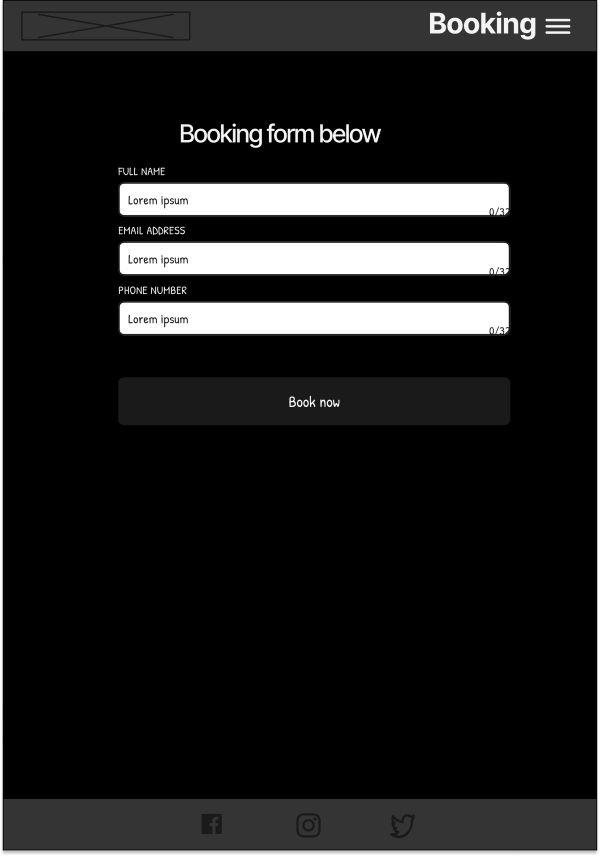 Booking
Booking form below
FULL NAME
Lorem ipsum
0/32
EMAIL ADDRESS
Lorem ipsum
0/32
PHONE NUMBER
Lorem ipsum
0/32
Book now